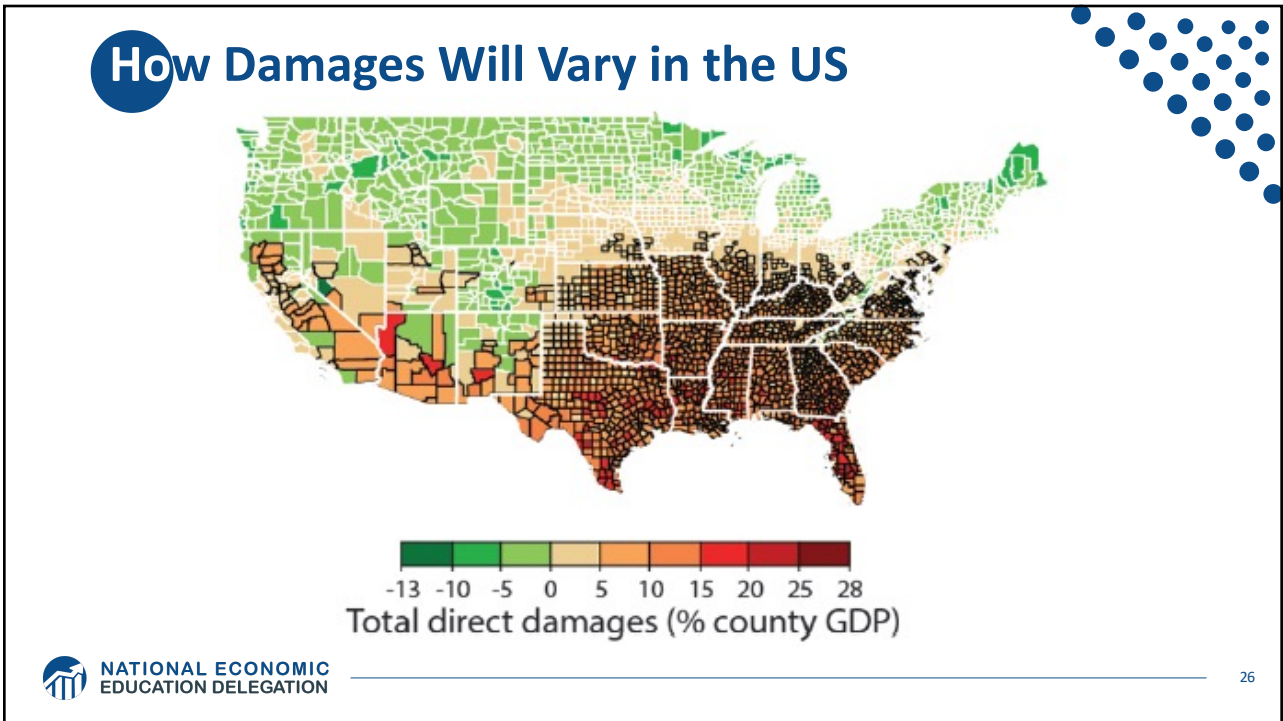 How Damages Will Vary in the US
-13 -10 -5 0 5 10 15 20 25 28
Total direct damages (% county GDP)
NATIONAL ECONOMIC
EDUCATION DELEGATION
26